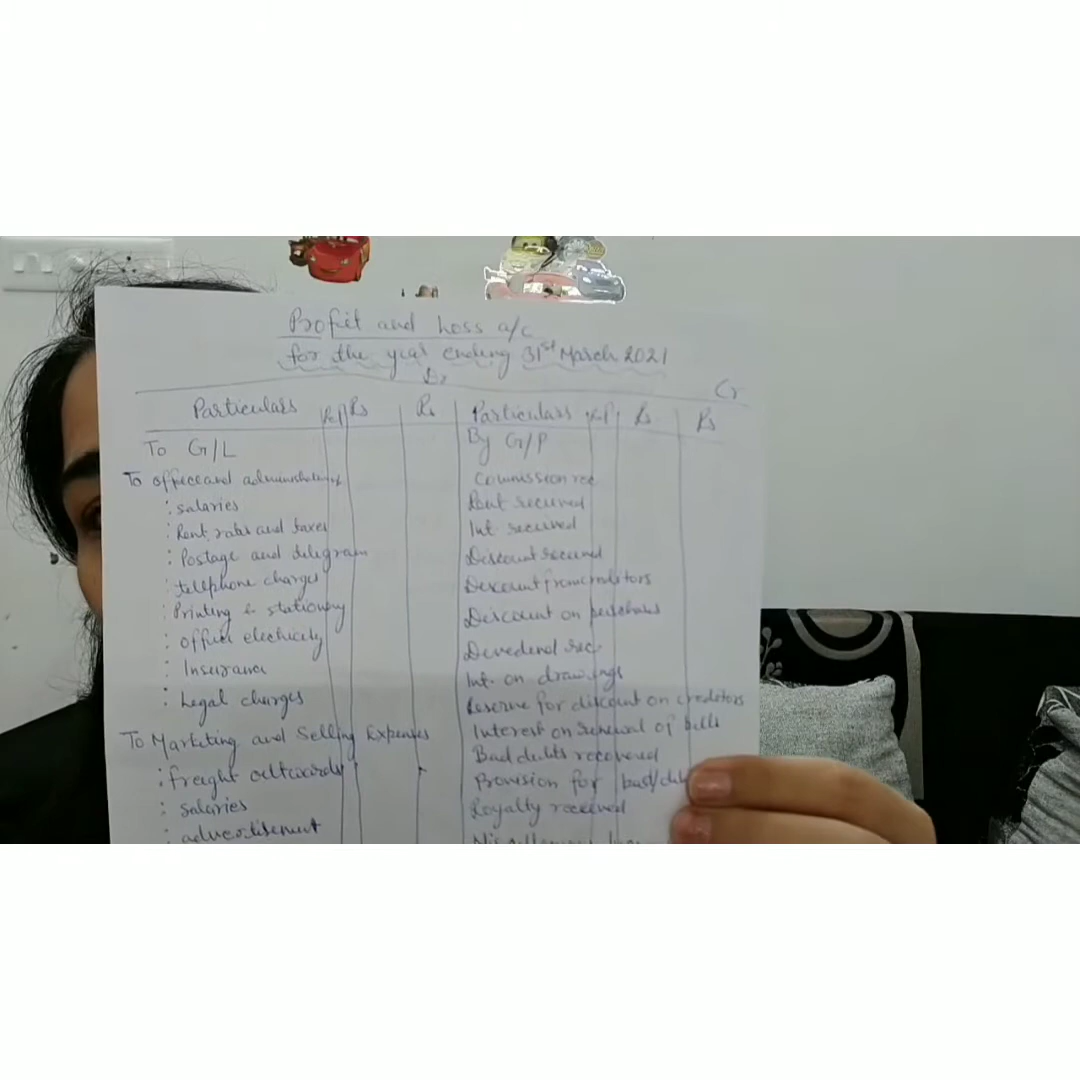 Profit and Loss a/c
for the year ending 31st March 2021
Dr Cr
Particulars Rs Rs Particulars Rs Rs
To G/L By G/P
To office and Commission rec
: salaries Rent received
: Rent, rates and taxes Int. received
: Postage and telegram Discount received
: telephone charges Discount from creditors
: Printing & stationery Discount on purchases
: office electricity Devedend rec
: Insurance Int. on drawings
: Legal charges Reserve for discount on creditors
To Marketing and Selling Expenses Interest on renewal of bills
: freight outwards Bad debts recovered
: salaries Provision for bad/deb
: advertisement Royalty received